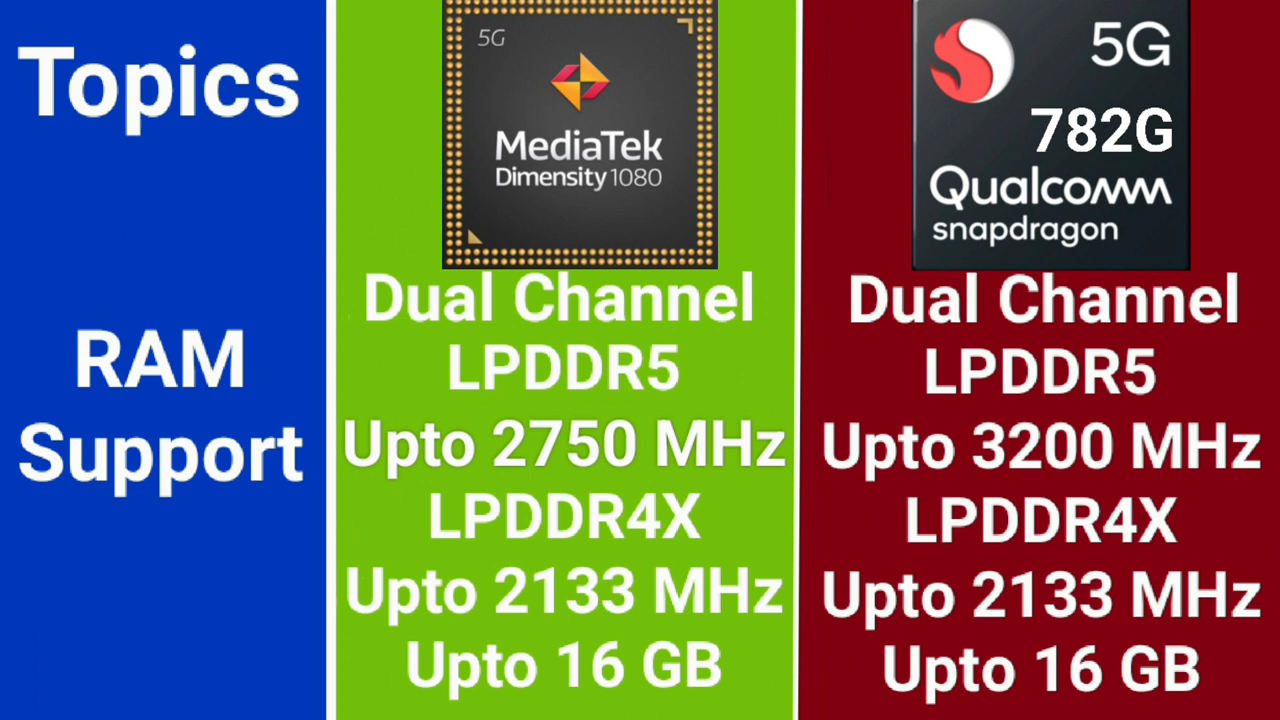 Topics
5G
MediaTek
Dimensity 1080
5G
782G
Qualcomm
snapdragon
RAM
Support
Dual Channel
LPDDR5
Upto 2750 MHz
LPDDR4X
Upto 2133 MHz
Upto 16 GB
Dual Channel
LPDDR5
Upto 3200 MHz
LPDDR4X
Upto 2133 MHz
Upto 16 GB